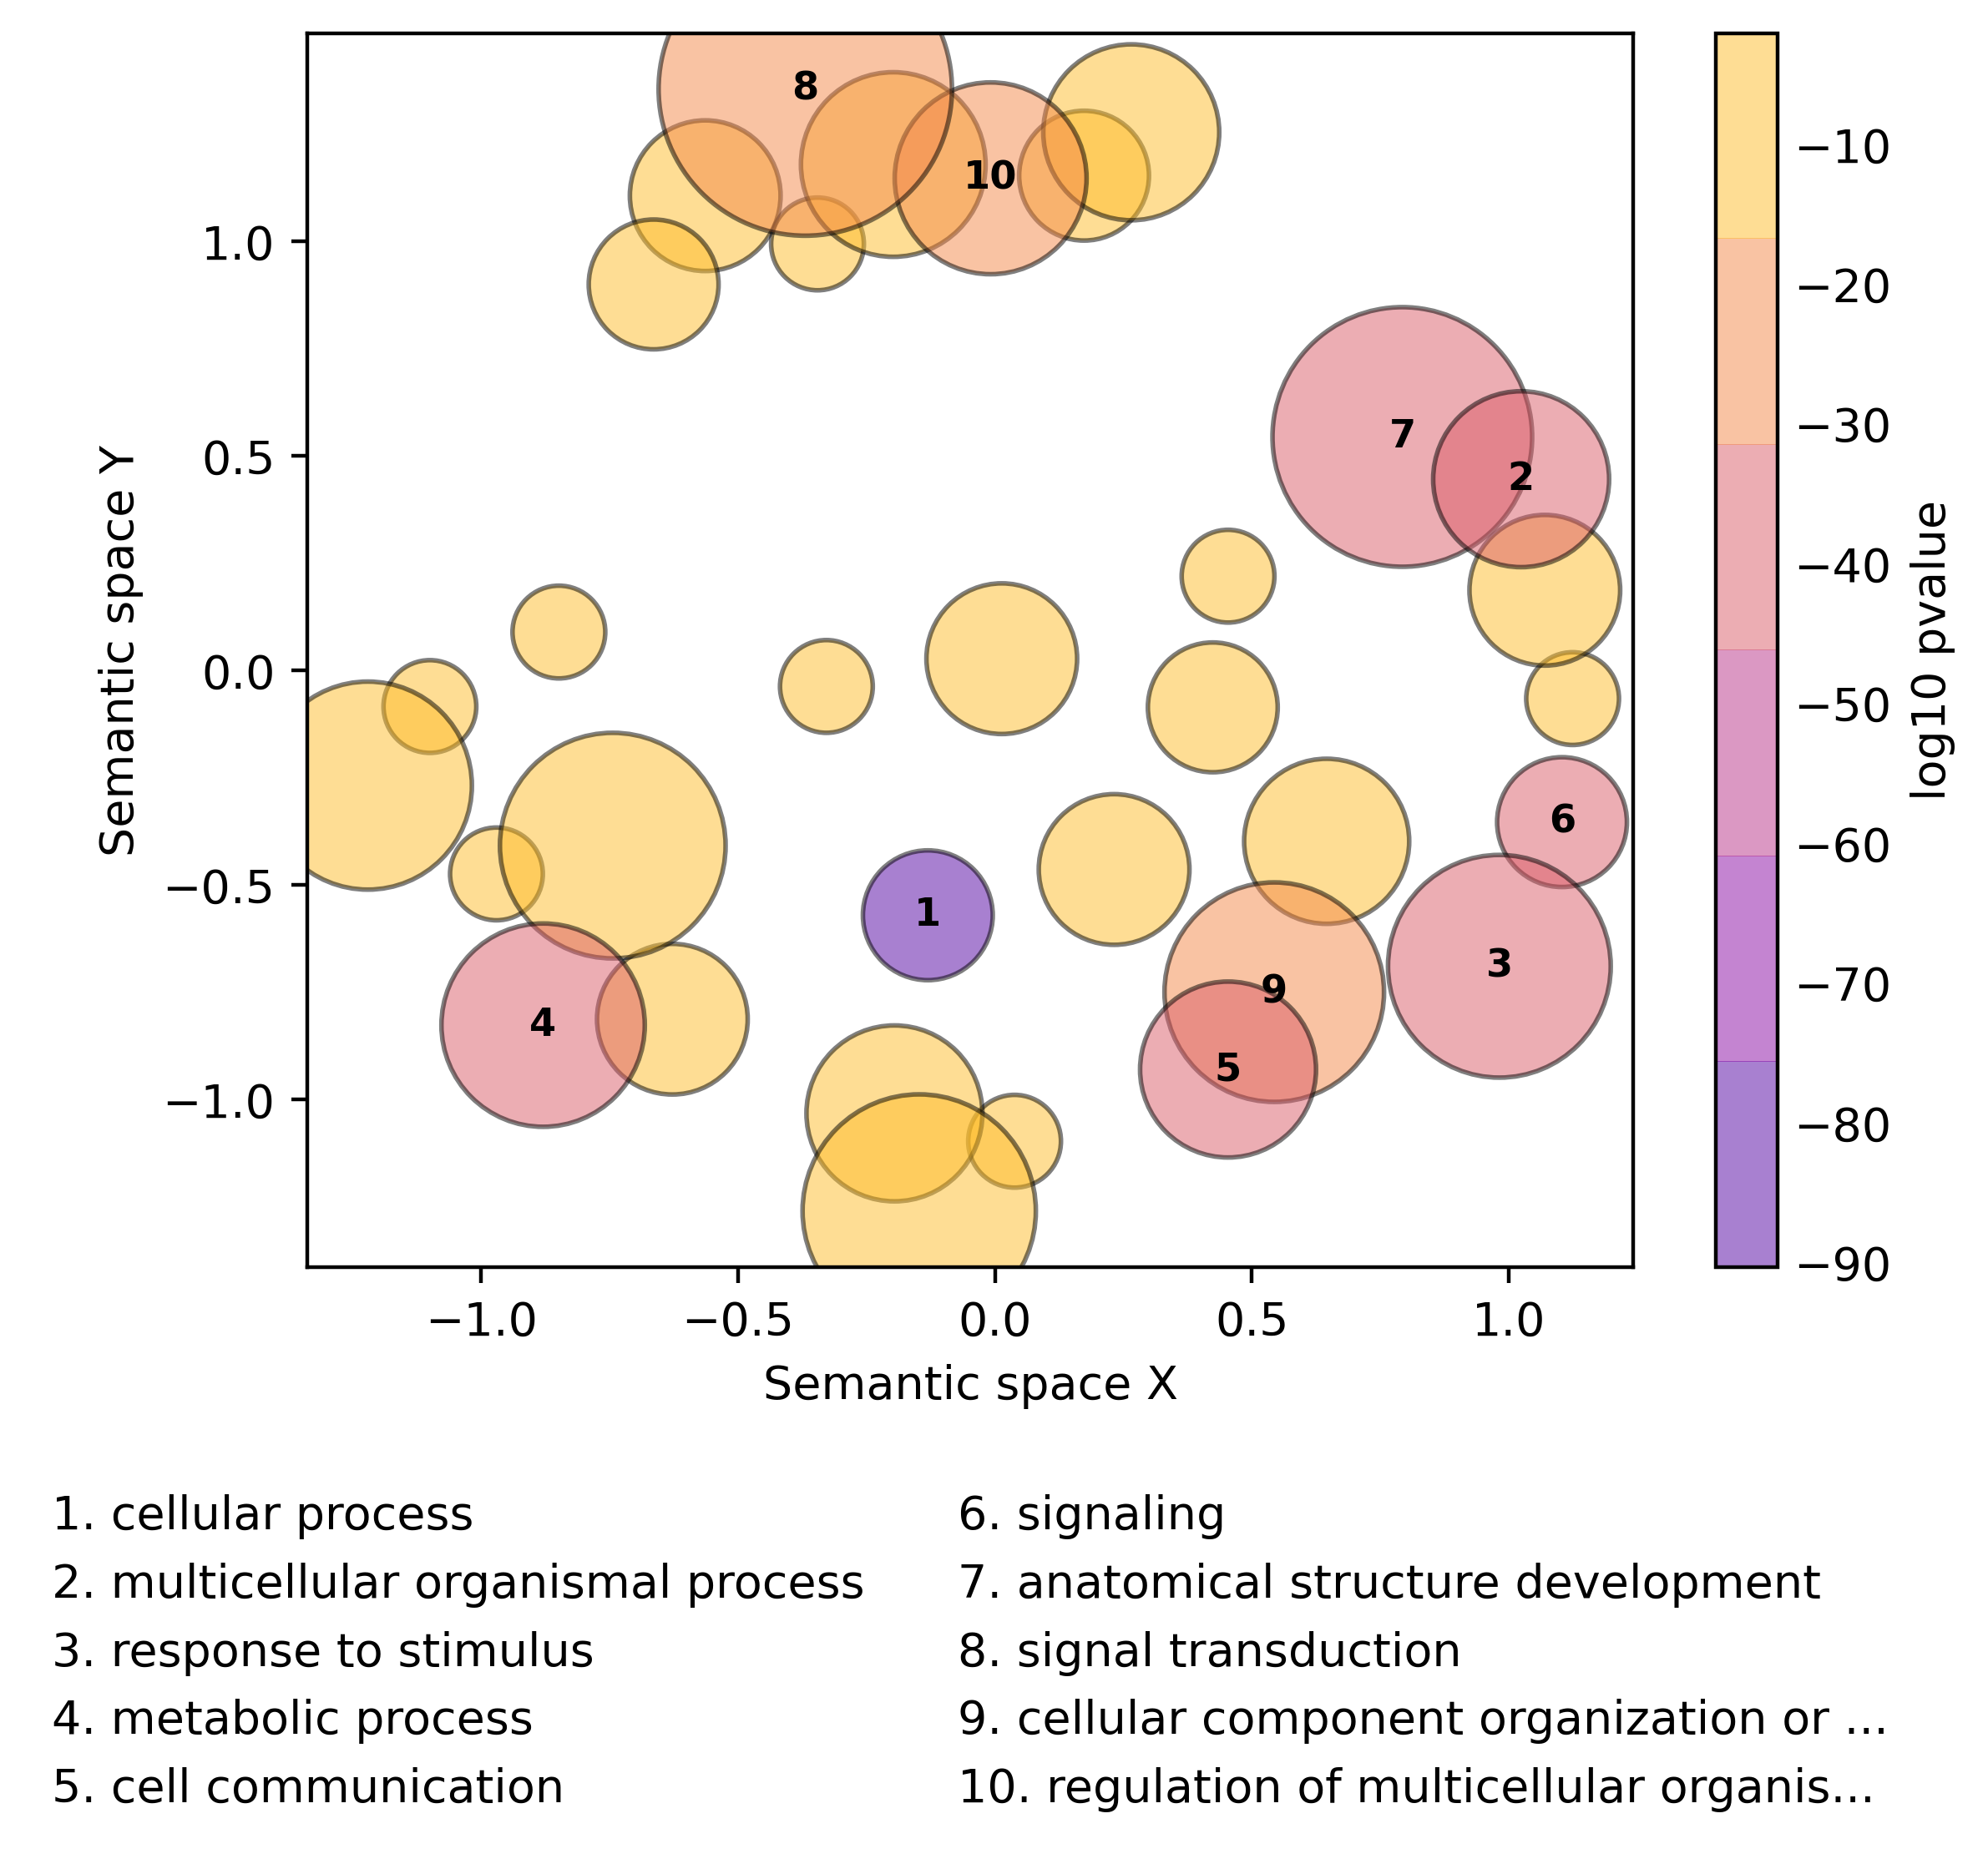 8
10
1.0
7
0.5
2
Semantic space Y
0.0
6
−0.5
1
3
9
4
5
−1.0
−1.0
−0.5
0.0
0.5
1.0
Semantic space X
−10
−20
−30
−40
−50
−60
−70
−80
−90
log10 pvalue
1. cellular process
2. multicellular organismal process
3. response to stimulus
4. metabolic process
5. cell communication
6. signaling
7. anatomical structure development
8. signal transduction
9. cellular component organization or ...
10. regulation of multicellular organis...